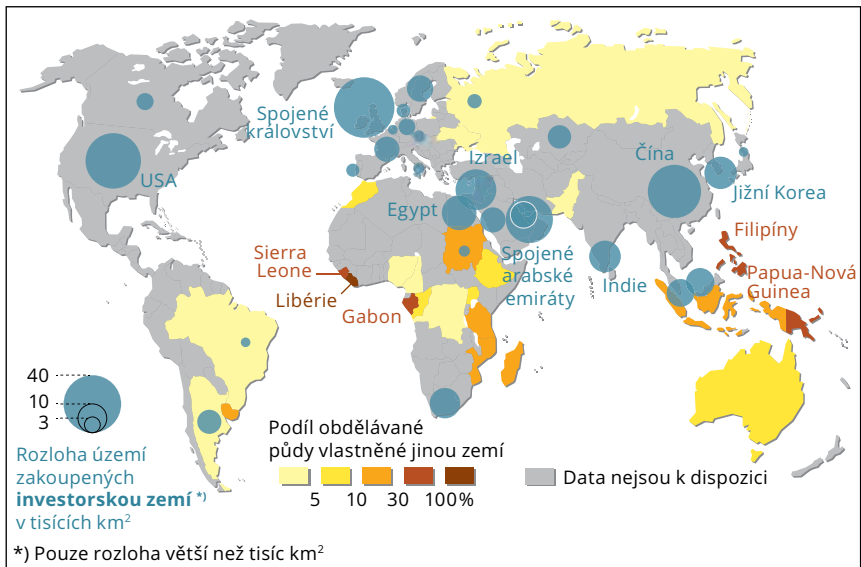 Spojené
království
USA
Izrael
Čína
Jižní Korea
Egypt
Filipíny
Sierra
Leone
Spojené
arabské
emiráty
Papua-Nová
Guinea
Indie
Libérie
Gabon
40
10
3
Rozloha území
zakoupených
investorskou zemí *)
v tisících km²
Podíl obdělávané
půdy vlastněné jinou zemí
5 10 30 100%
Data nejsou k dispozici
*) Pouze rozloha větší než tisíc km²